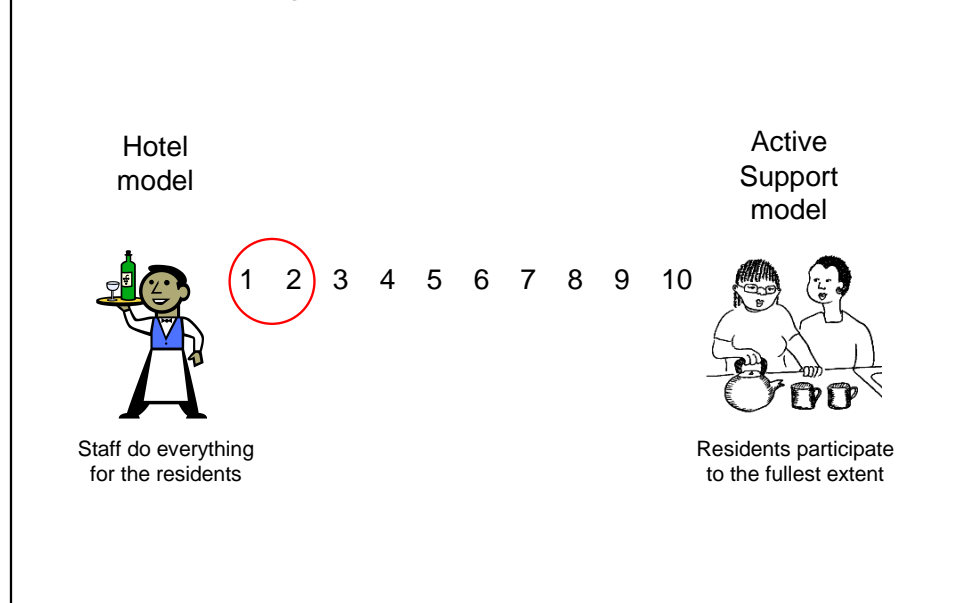 Hotel
model
Active
Support
model
1 2 3 4 5 6 7 8 9 10
Staff do everything
for the residents
Residents participate
to the fullest extent